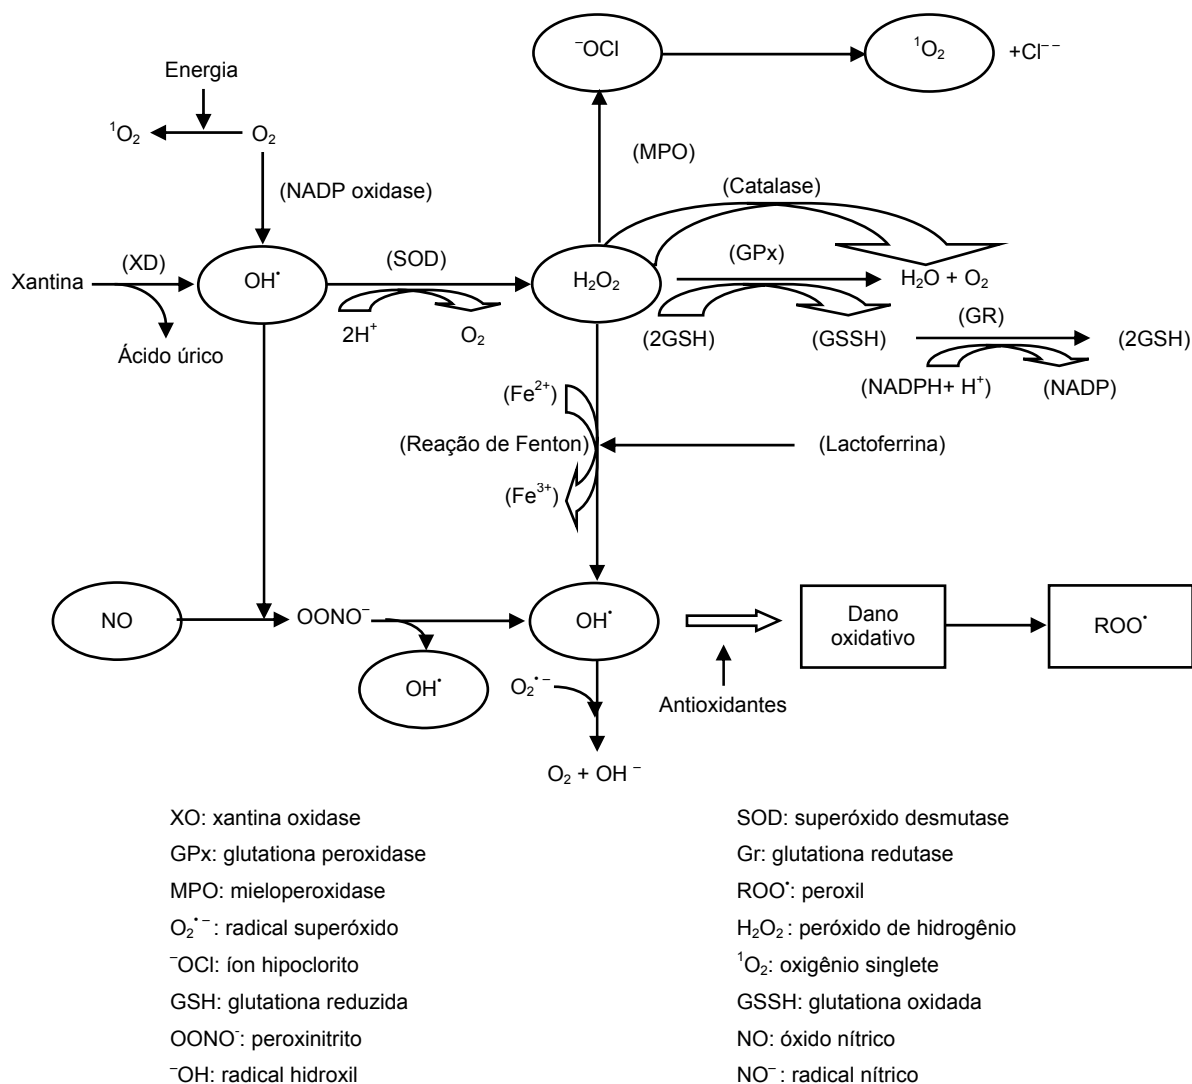 ⁻OCl
¹O₂
+Cl⁻ ⁻
Energia
¹O₂
O₂
(MPO)
(NADP oxidase)
(Catalase)
Xantina
(XD)
OH•
(SOD)
H₂O₂
(GPx)
H₂O + O₂
2H⁺
O₂
(2GSH)
(GSSH)
(GR)
(2GSH)
Ácido úrico
(NADPH+ H⁺)
(NADP)
(Fe²⁺)
(Reação de Fenton)
(Lactoferrina)
(Fe³⁺)
NO
OONO⁻
OH•
Dano
oxidativo
ROO•
OH•
O₂•⁻
Antioxidantes
O₂ + OH ⁻
XO: xantina oxidase
GPx: glutationa peroxidase
MPO: mieloperoxidase
O₂•⁻ : radical superóxido
⁻OCl: íon hipoclorito
GSH: glutationa reduzida
OONO⁻: peroxinitrito
⁻OH: radical hidroxil
SOD: superóxido desmutase
Gr: glutationa redutase
ROO•: peroxil
H₂O₂ : peróxido de hidrogênio
¹O₂: oxigênio singlete
GSSH: glutationa oxidada
NO: óxido nítrico
NO⁻ : radical nítrico